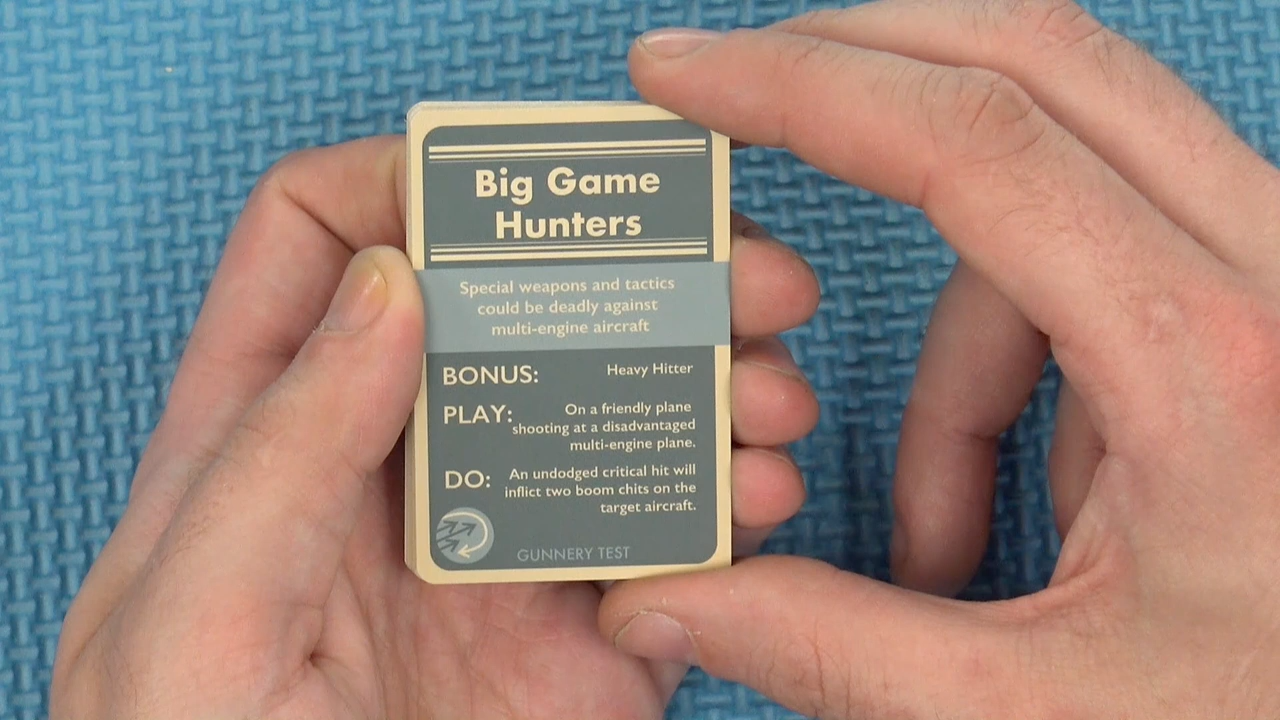 Big Game
Hunters
Special weapons and tactics
could be deadly against
multi-engine aircraft
BONUS: Heavy Hitter
PLAY: On a friendly plane
shooting at a disadvantaged
multi-engine plane.
DO: An undodged critical hit will
inflict two boom chits on the
target aircraft.
GUNNERY TEST